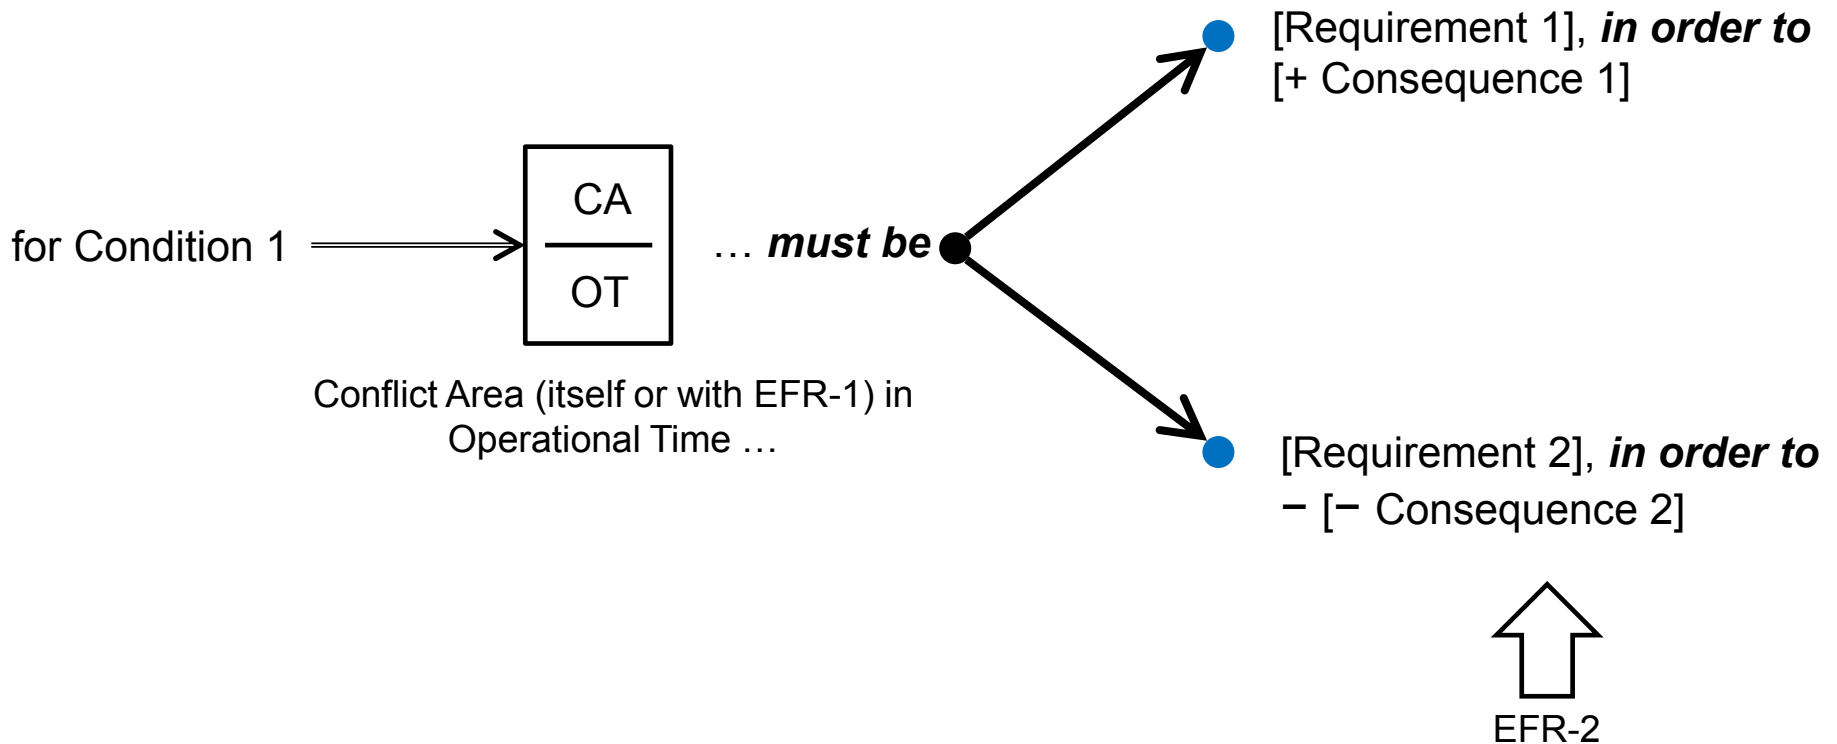 [Requirement 1], in order to
[+ Consequence 1]
for Condition 1
CA
OT
… must be
Conflict Area (itself or with EFR-1) in
Operational Time …
[Requirement 2], in order to
− [− Consequence 2]
EFR-2